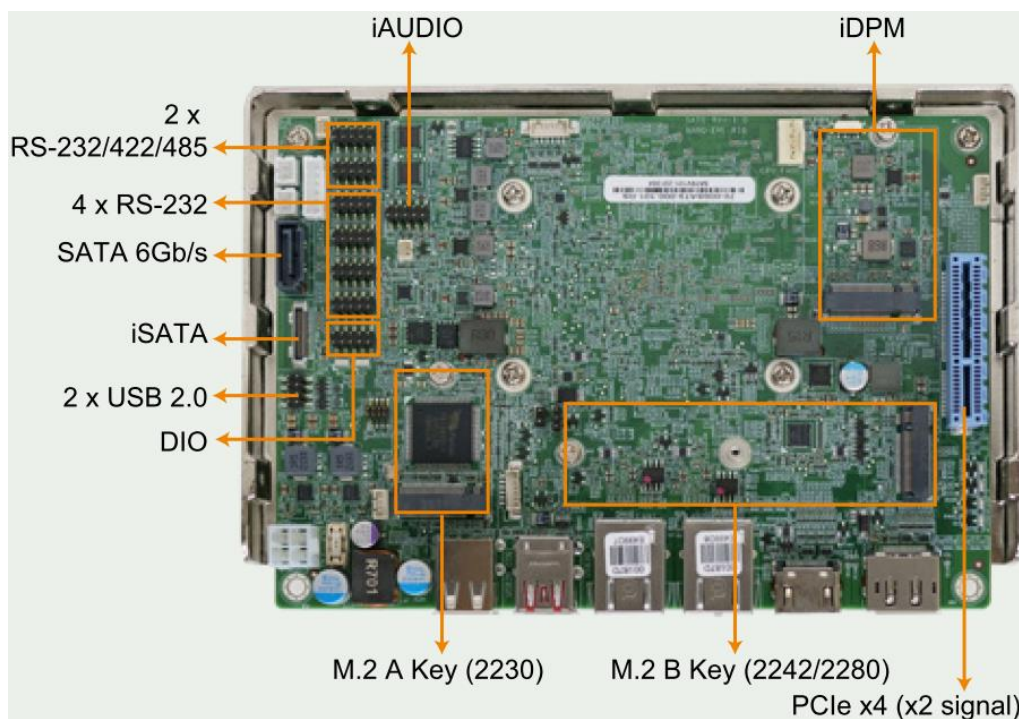 iAUDIO
iDPM
2 x
RS-232/422/485
4 x RS-232
SATA 6Gb/s
iSATA
2 x USB 2.0
DIO
R701
M.2 A Key (2230)
M.2 B Key (2242/2280)
PCIe x4 (x2 signal)